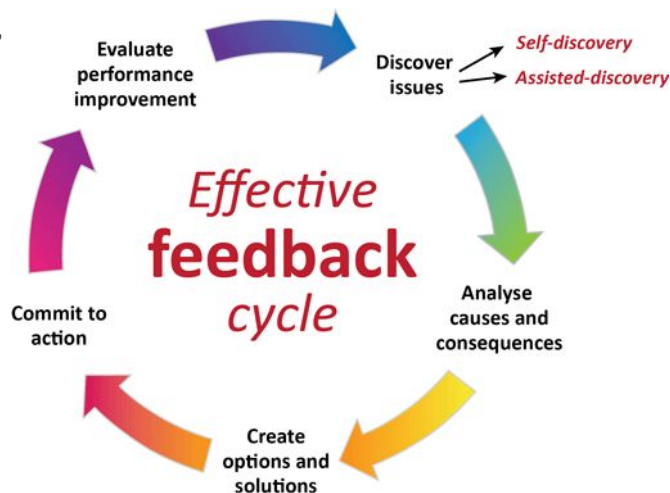 Effective
feedback
cycle
Discover
issues
Self-discovery
Assisted-discovery
Analyse
causes and
consequences
Create
options and
solutions
Commit to
action
Evaluate
performance
improvement